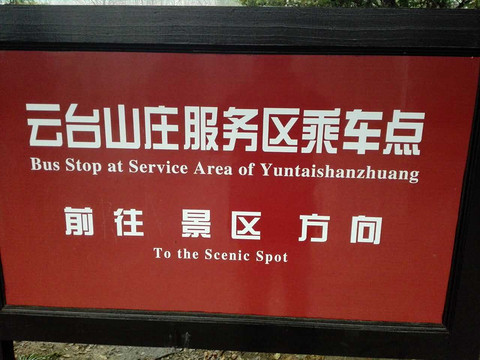 云台山庄服务区乘车点
Bus Stop at Service Area of Yuntaishanzhuang
前往 景区 方向
To the Scenic Spot